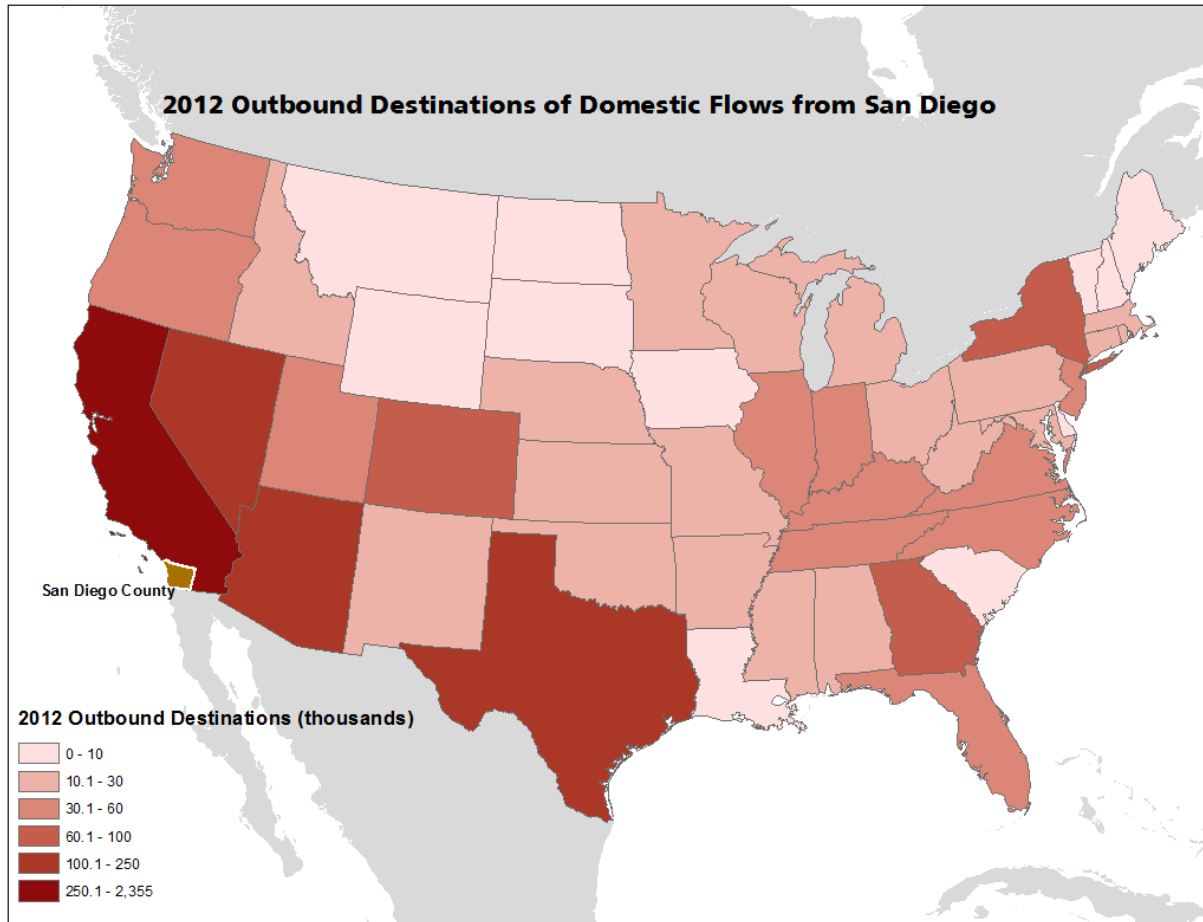 2012 Outbound Destinations of Domestic Flows from San Diego
San Diego County
2012 Outbound Destinations (thousands)
0 - 10
10.1 - 30
30.1 - 60
60.1 - 100
100.1 - 250
250.1 - 2,355